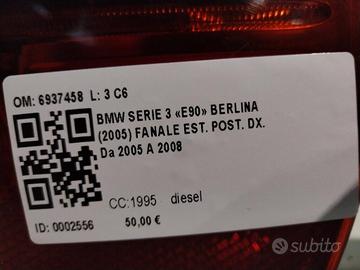 OM: 6937458 L: 3 C6
BMW SERIE 3 «E90» BERLINA
(2005) FANALE EST. POST. DX.
Da 2005 A 2008
CC:1995 diesel
ID: 0002556 50,00 €
subito